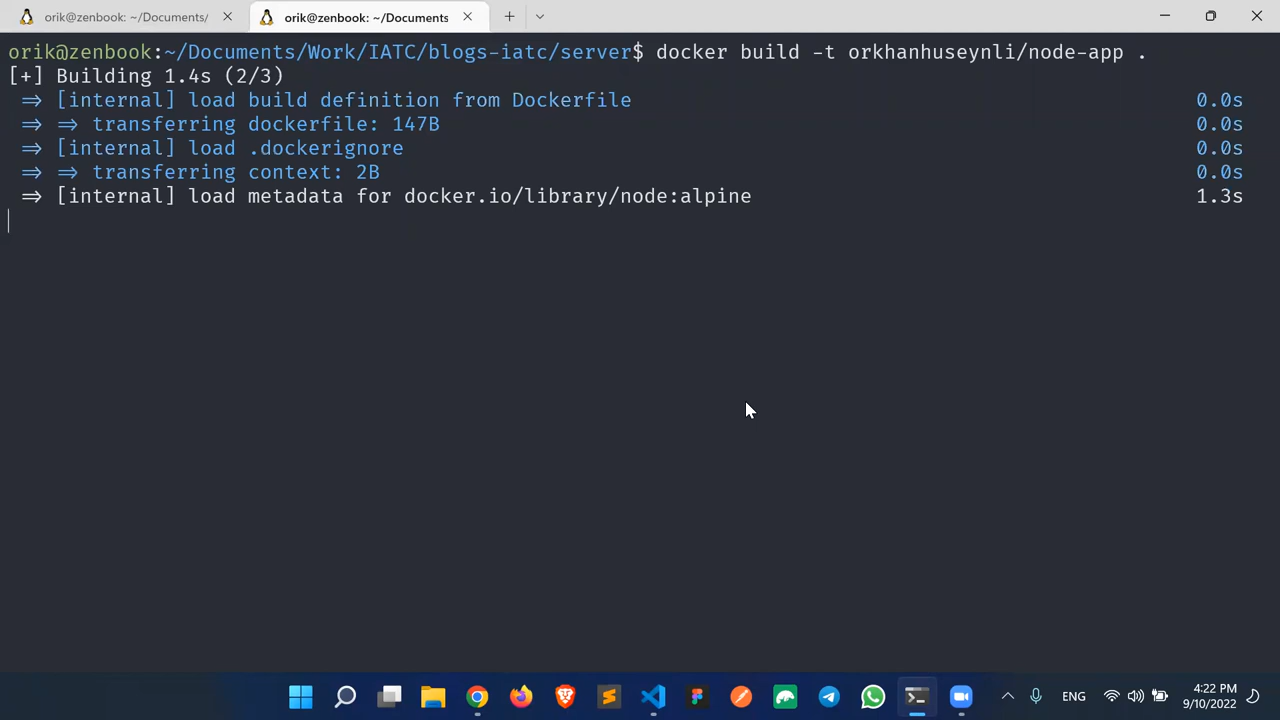 orik@zenbook: ~/Documents/
orik@zenbook: ~/Documents
orik@zenbook:~/Documents/Work/IATC/blogs-iatc/server$ docker build -t orkhanhuseynli/node-app .
[+] Building 1.4s (2/3)
=> [internal] load build definition from Dockerfile 0.0s
=> => transferring dockerfile: 147B 0.0s
=> [internal] load .dockerignore 0.0s
=> => transferring context: 2B 0.0s
=> [internal] load metadata for docker.io/library/node:alpine 1.3s
ENG
4:22 PM
9/10/2022